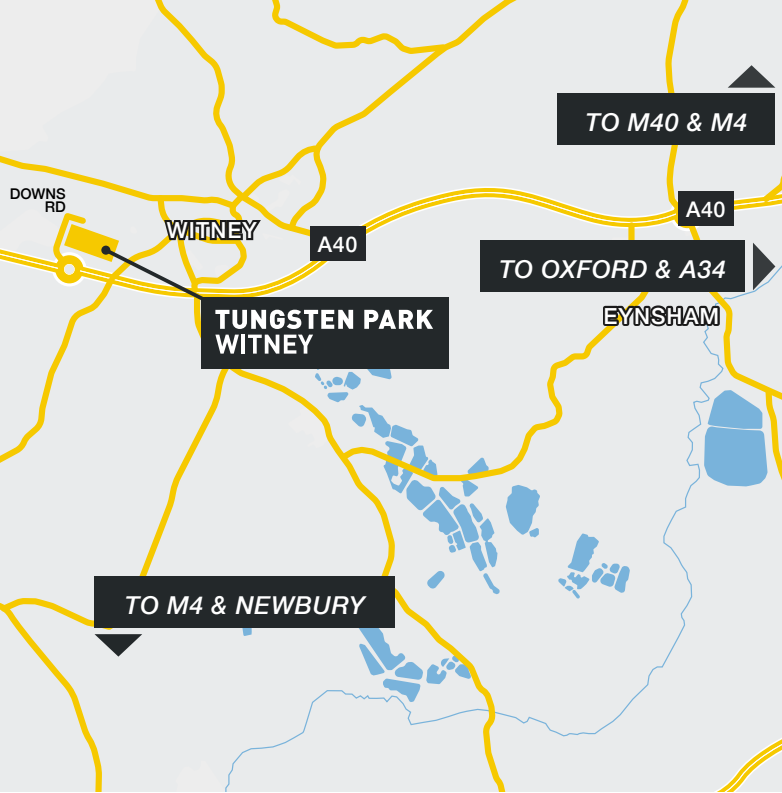 TO M40 & M4
DOWNS
RD
A40
WITNEY
A40
TO OXFORD & A34
TUNGSTEN PARK
WITNEY
EYNSHAM
TO M4 & NEWBURY